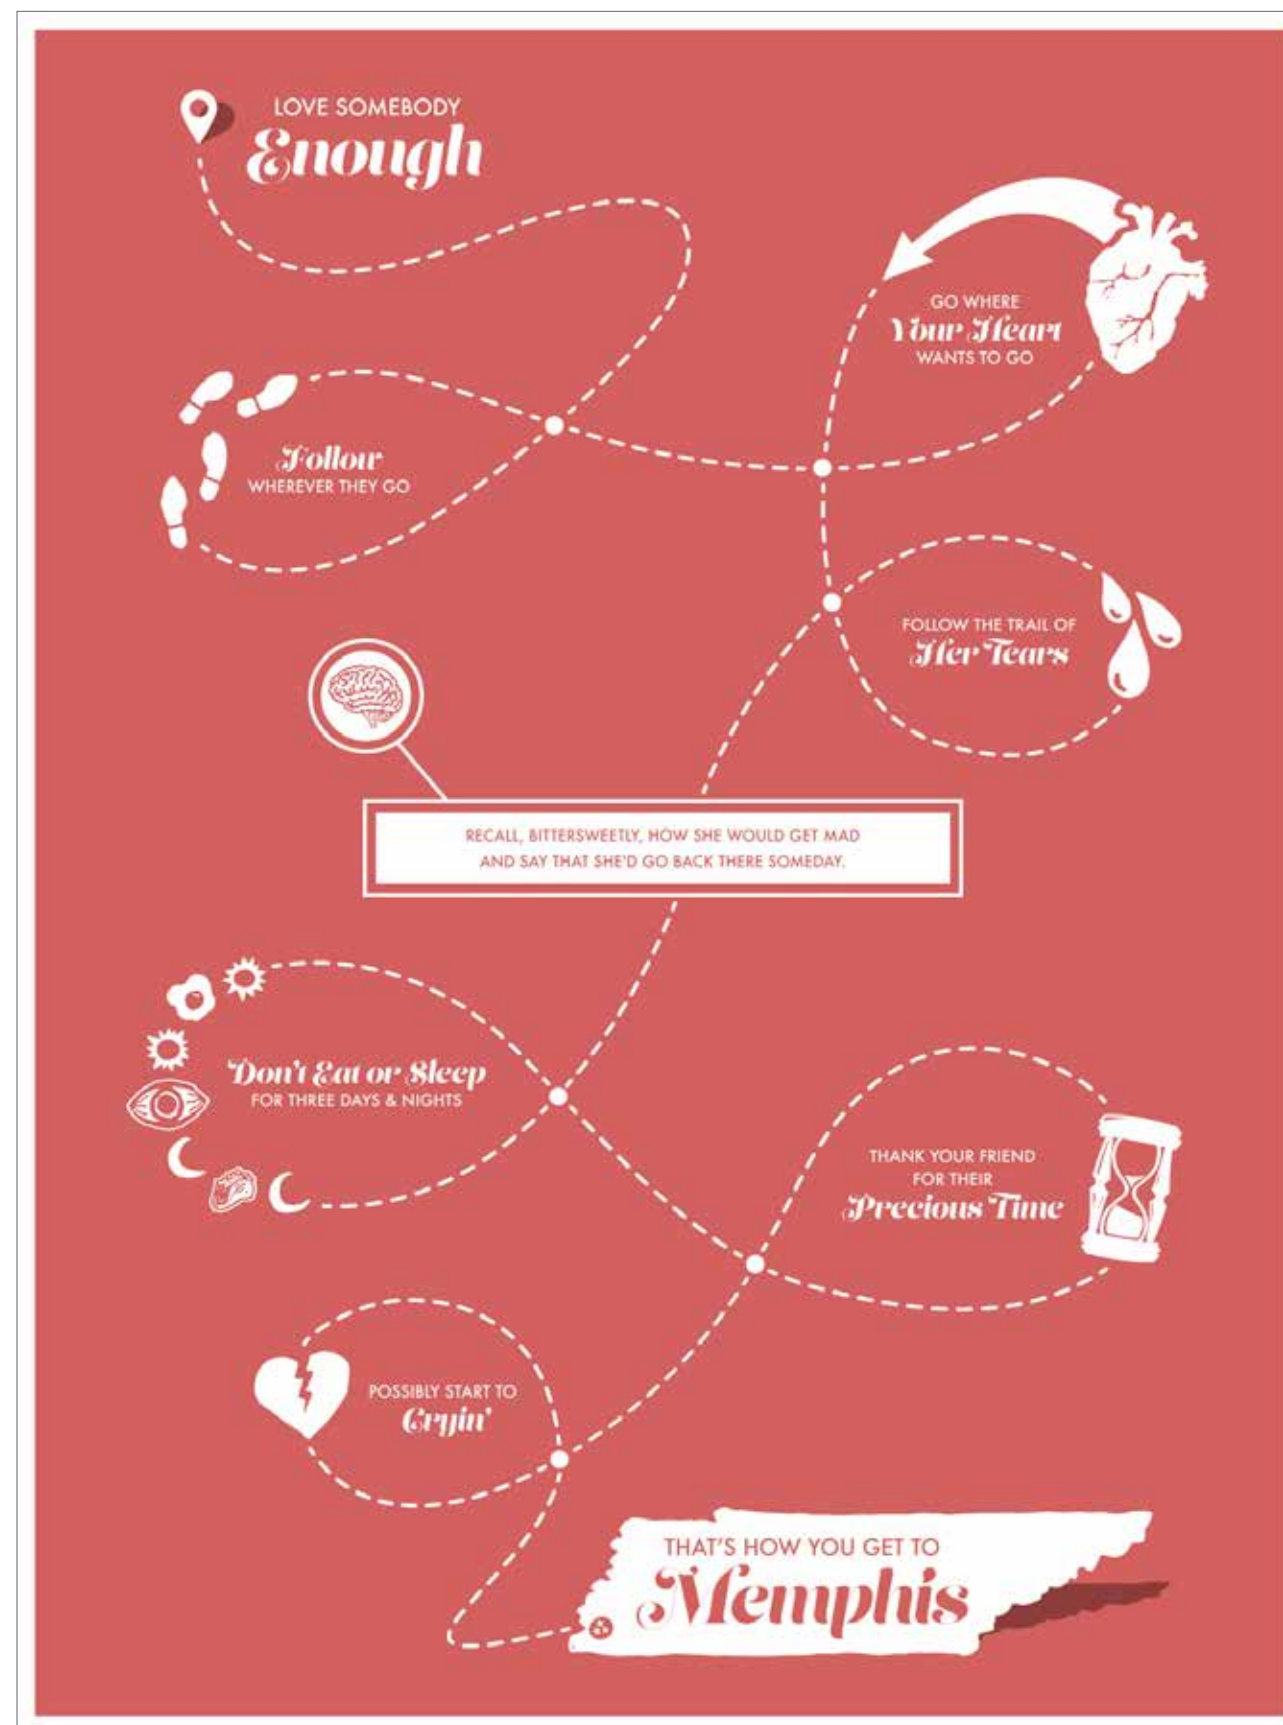 LOVE SOMEBODY
Enough
GO WHERE
Your Heart
WANTS TO GO
Follow
WHEREVER THEY GO
FOLLOW THE TRAIL OF
Her Tears
RECALL, BITTERSWEETLY, HOW SHE WOULD GET MAD
AND SAY THAT SHE'D GO BACK THERE SOMEDAY.
Don't Eat or Sleep
FOR THREE DAYS & NIGHTS
THANK YOUR FRIEND
FOR THEIR
Precious Time
POSSIBLY START TO
Cryin'
THAT'S HOW YOU GET TO
Memphis